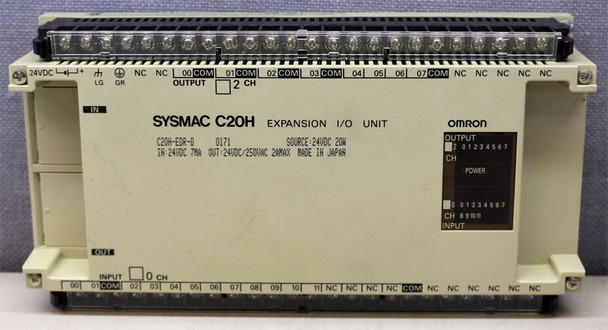 24VDC - + LG GR NC NC 00 COM 01 COM 02 COM 03 COM 04 05 06 07 COM NC NC NC NC NC
OUTPUT 2 CH
IN
SYSMAC C20H EXPANSION I/O UNIT
C20H-EDR-D 0171 SOURCE:24VDC 20W
IN:24VDC 7MA OUT:24VDC/250VAC 2AMAX MADE IN JAPAN
OMRON
OUTPUT
2 0 1 2 3 4 5 6 7
CH
POWER
0 0 1 2 3 4 5 6 7
CH 8 9 10 11
INPUT
OUT
INPUT 0 CH
00 01 COM 02 03 04 05 06 07 08 09 10 11 NC NC NC NC COM NC NC NC NC NC